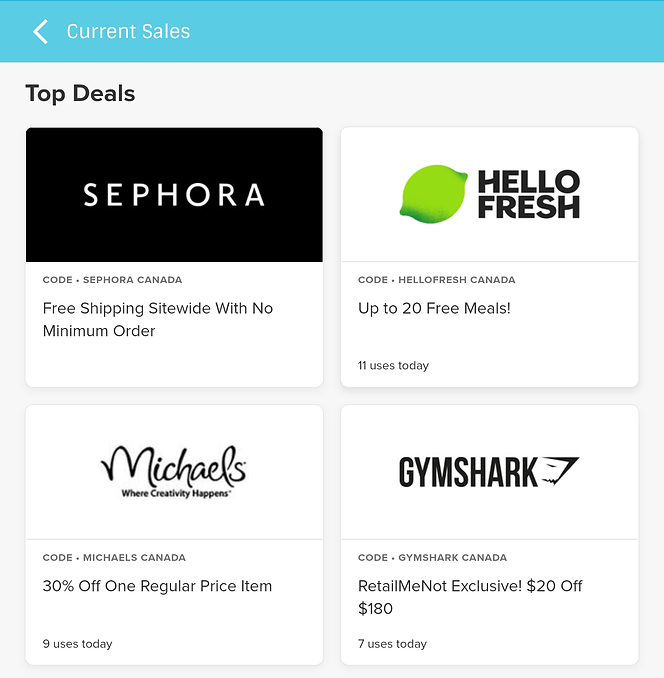 Current Sales
Top Deals
SEPHORA
CODE • SEPHORA CANADA
Free Shipping Sitewide With No
Minimum Order
HELLO
FRESH
CODE • HELLOFRESH CANADA
Up to 20 Free Meals!
11 uses today
Michaels
Where Creativity Happens™
CODE • MICHAELS CANADA
30% Off One Regular Price Item
9 uses today
GYMSHARK
CODE • GYMSHARK CANADA
RetailMeNot Exclusive! $20 Off
$180
7 uses today